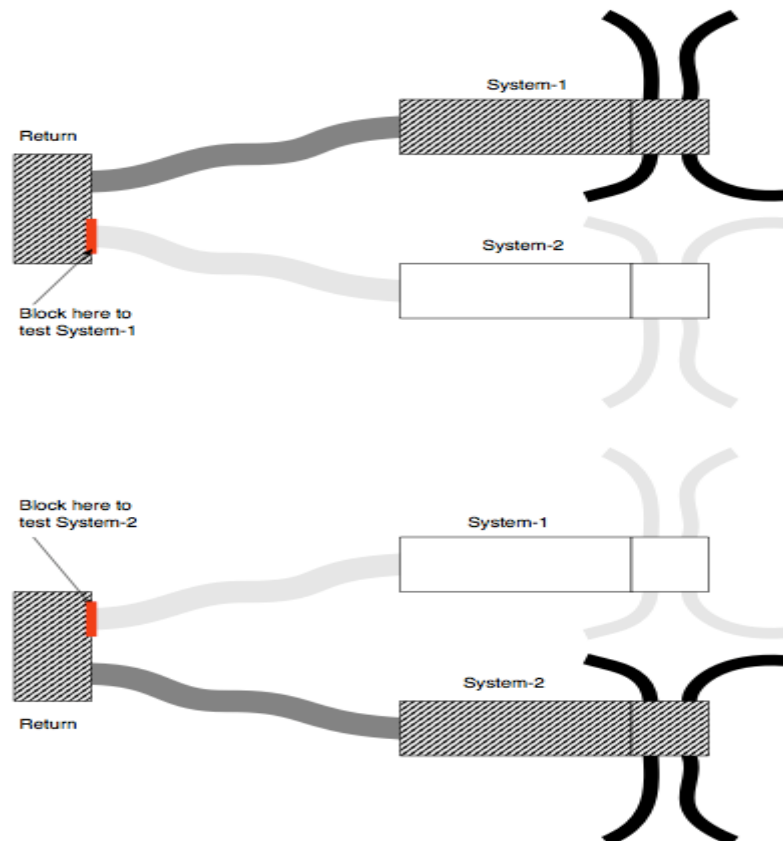 System-1
Return
System-2
Block here to
test System-1
Block here to
test System-2
System-1
System-2
Return